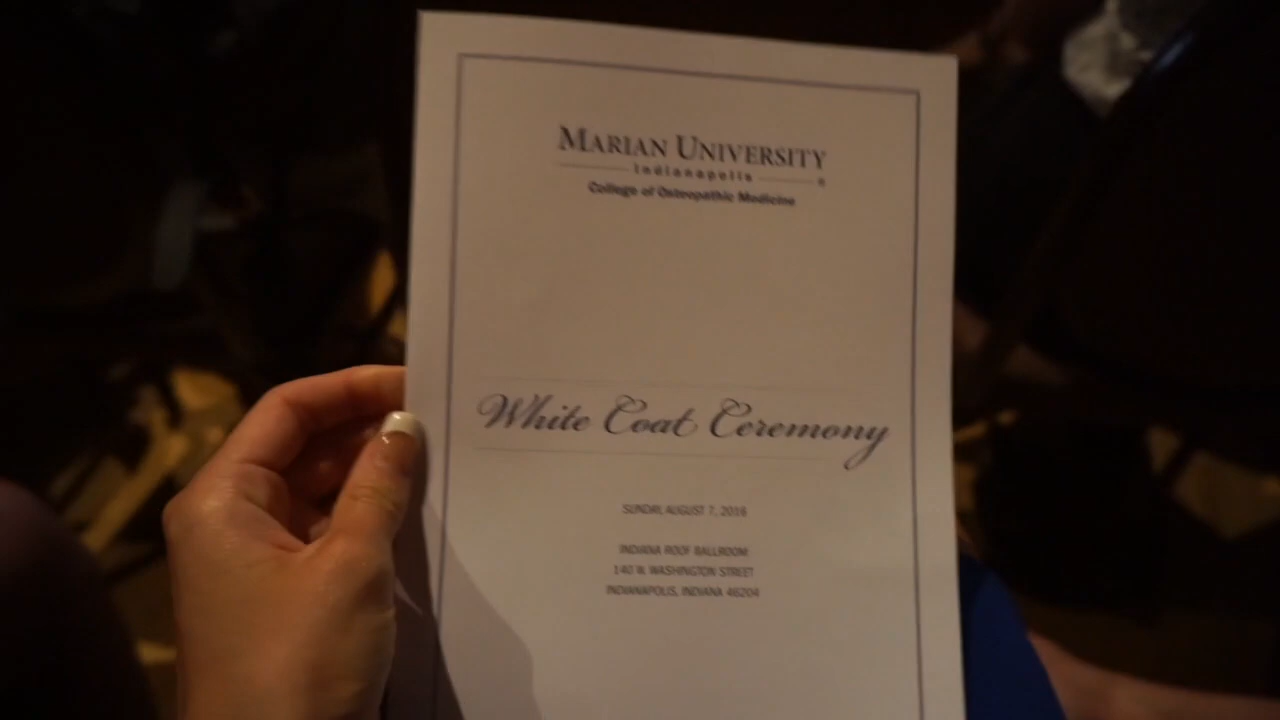 MARIAN UNIVERSITY
Indianapolis ®
College of Osteopathic Medicine
White Coat Ceremony
SUNDAY, AUGUST 7, 2016
INDIANA ROOF BALLROOM
140 W. WASHINGTON STREET
INDIANAPOLIS, INDIANA 46204